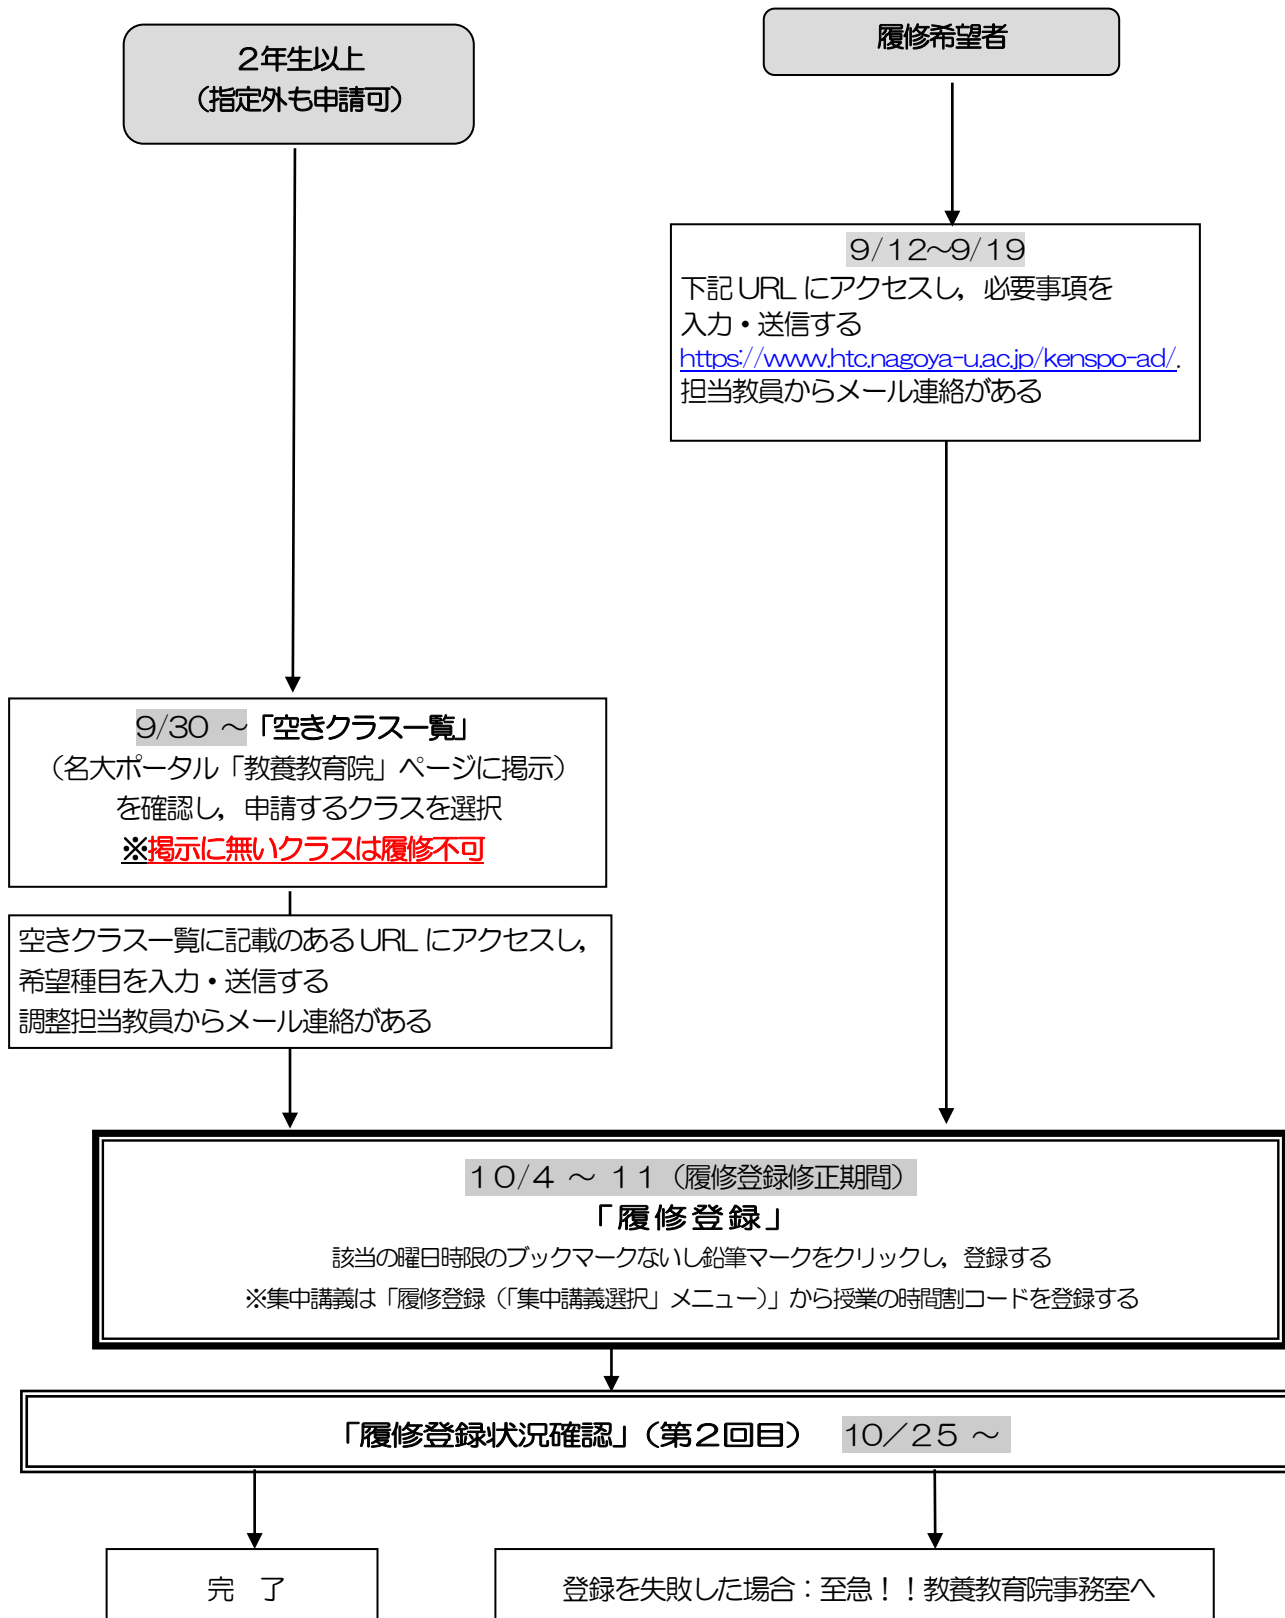 ２年生以上
（指定外も申請可）
履修希望者
９/１２～９/１９
下記 URL にアクセスし，必要事項を
入力・送信する
https://www.htc.nagoya-u.ac.jp/kenspo-ad/.
担当教員からメール連絡がある
９/３０ ～「空きクラス一覧」
（名大ポータル「教養教育院」ページに掲示）
を確認し，申請するクラスを選択
※掲示に無いクラスは履修不可
空きクラス一覧に記載のある URL にアクセスし，
希望種目を入力・送信する
調整担当教員からメール連絡がある
１０/４ ～ １１（履修登録修正期間）
「履修登録」
該当の曜日時限のブックマークないし鉛筆マークをクリックし，登録する
※集中講義は「履修登録（「集中講義選択」メニュー）」から授業の時間割コードを登録する
「履修登録状況確認」（第２回目） １０／２５ ～
完 了
登録を失敗した場合：至急！！教養教育院事務室へ